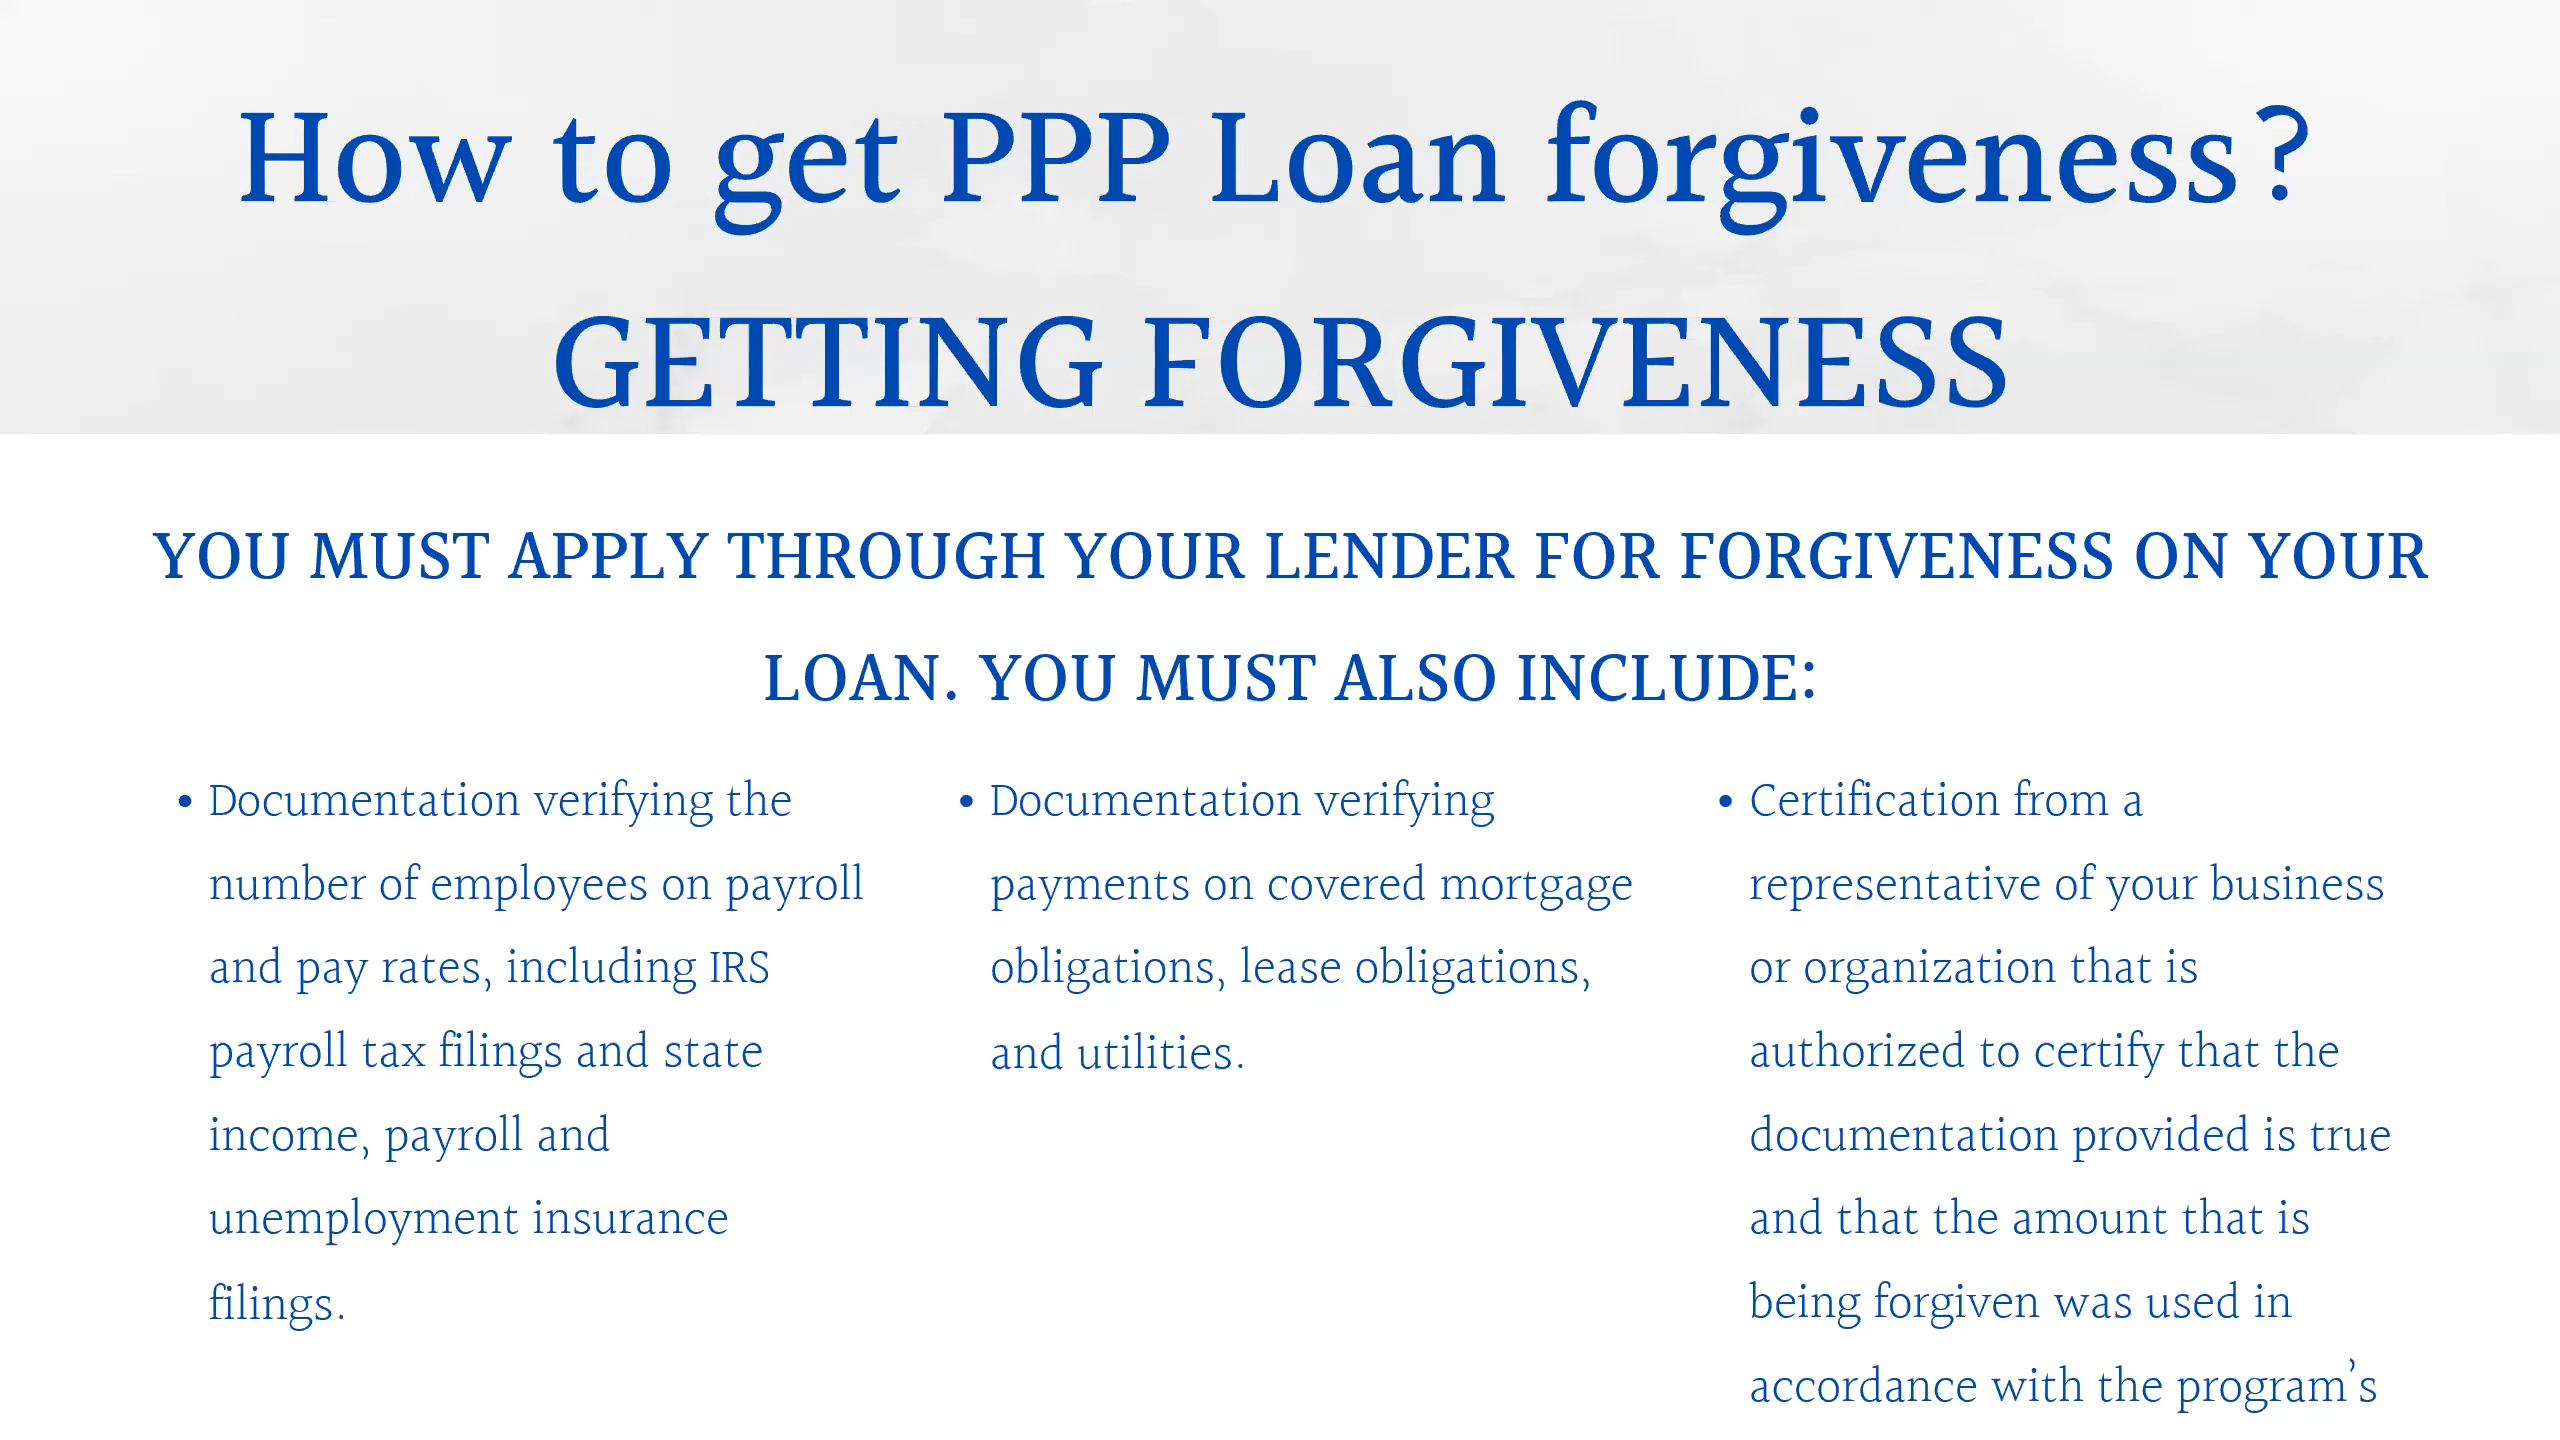 How to get PPP Loan forgiveness?
GETTING FORGIVENESS
YOU MUST APPLY THROUGH YOUR LENDER FOR FORGIVENESS ON YOUR
LOAN. YOU MUST ALSO INCLUDE:
• Documentation verifying the
number of employees on payroll
and pay rates, including IRS
payroll tax filings and state
income, payroll and
unemployment insurance
filings.
• Documentation verifying
payments on covered mortgage
obligations, lease obligations,
and utilities.
• Certification from a
representative of your business
or organization that is
authorized to certify that the
documentation provided is true
and that the amount that is
being forgiven was used in
accordance with the program’s